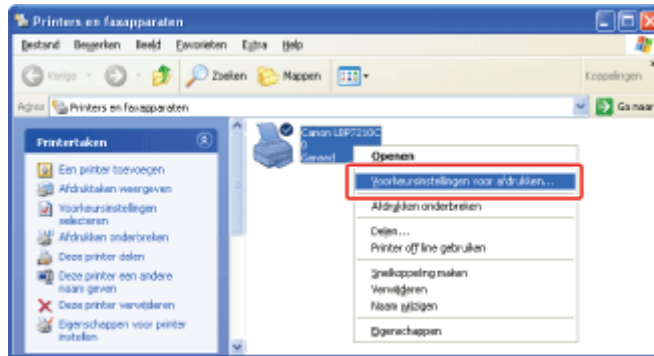 Printers en faxapparaten
Bestand Bewerken Beeld Favorieten Extra Help
Vorige Zoeken Mappen Koppelingen
Adres Printers en faxapparaten Ga naar
Printertaken
Een printer toevoegen
Afdruktaken weergeven
Voorkeursinstellingen
selecteren
Afdrukken onderbreken
Deze printer delen
Deze printer een andere
naam geven
Deze printer verwijderen
Eigenschappen voor printer
instellen
Canon LBP7210C
0
Gereed
Openen
Voorkeursinstellingen voor afdrukken...
Afdrukken onderbreken
Delen...
Printer off line gebruiken
Snelkoppeling maken
Verwijderen
Naam wijzigen
Eigenschappen